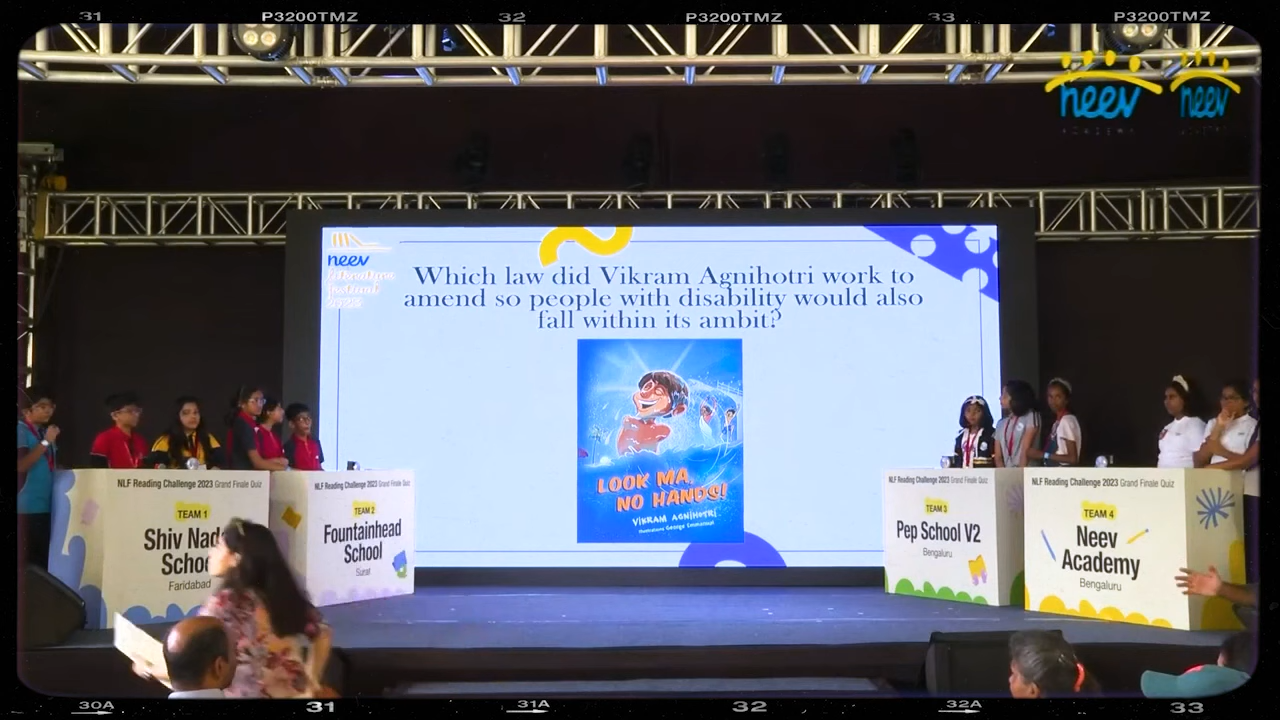 31 P3200TMZ 32 P3200TMZ 33 P3200TMZ
neev neev
ACADEMY
neev
literature
festival
Which law did Vikram Agnihotri work to
amend so people with disability would also
fall within its ambit?
LOOK MA,
NO HANDS!
VIKRAM AGNIHOTRI
NLF Reading Challenge 2023 Grand Finale Quiz
TEAM 1
Shiv Nad
Schoo
Faridabad
NLF Reading Challenge 2023 Grand Finale Quiz
TEAM 2
Fountainhead
School
Surat
NLF Reading Challenge 2023 Grand Finale Quiz
TEAM 3
Pep School V2
Bengaluru
NLF Reading Challenge 2023 Grand Finale Quiz
TEAM 4
Neev
Academy
Bengaluru
30A 31 31A 32 32A 33